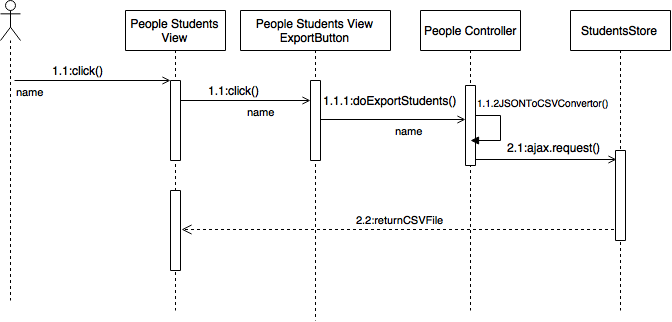 People Students
View
People Students View
ExportButton
People Controller
StudentsStore
1.1:click()
name
1.1:click()
name
1.1.1:doExportStudents()
name
1.1.2JSONToCSVConvertor()
2.1:ajax.request()
2.2:returnCSVFile